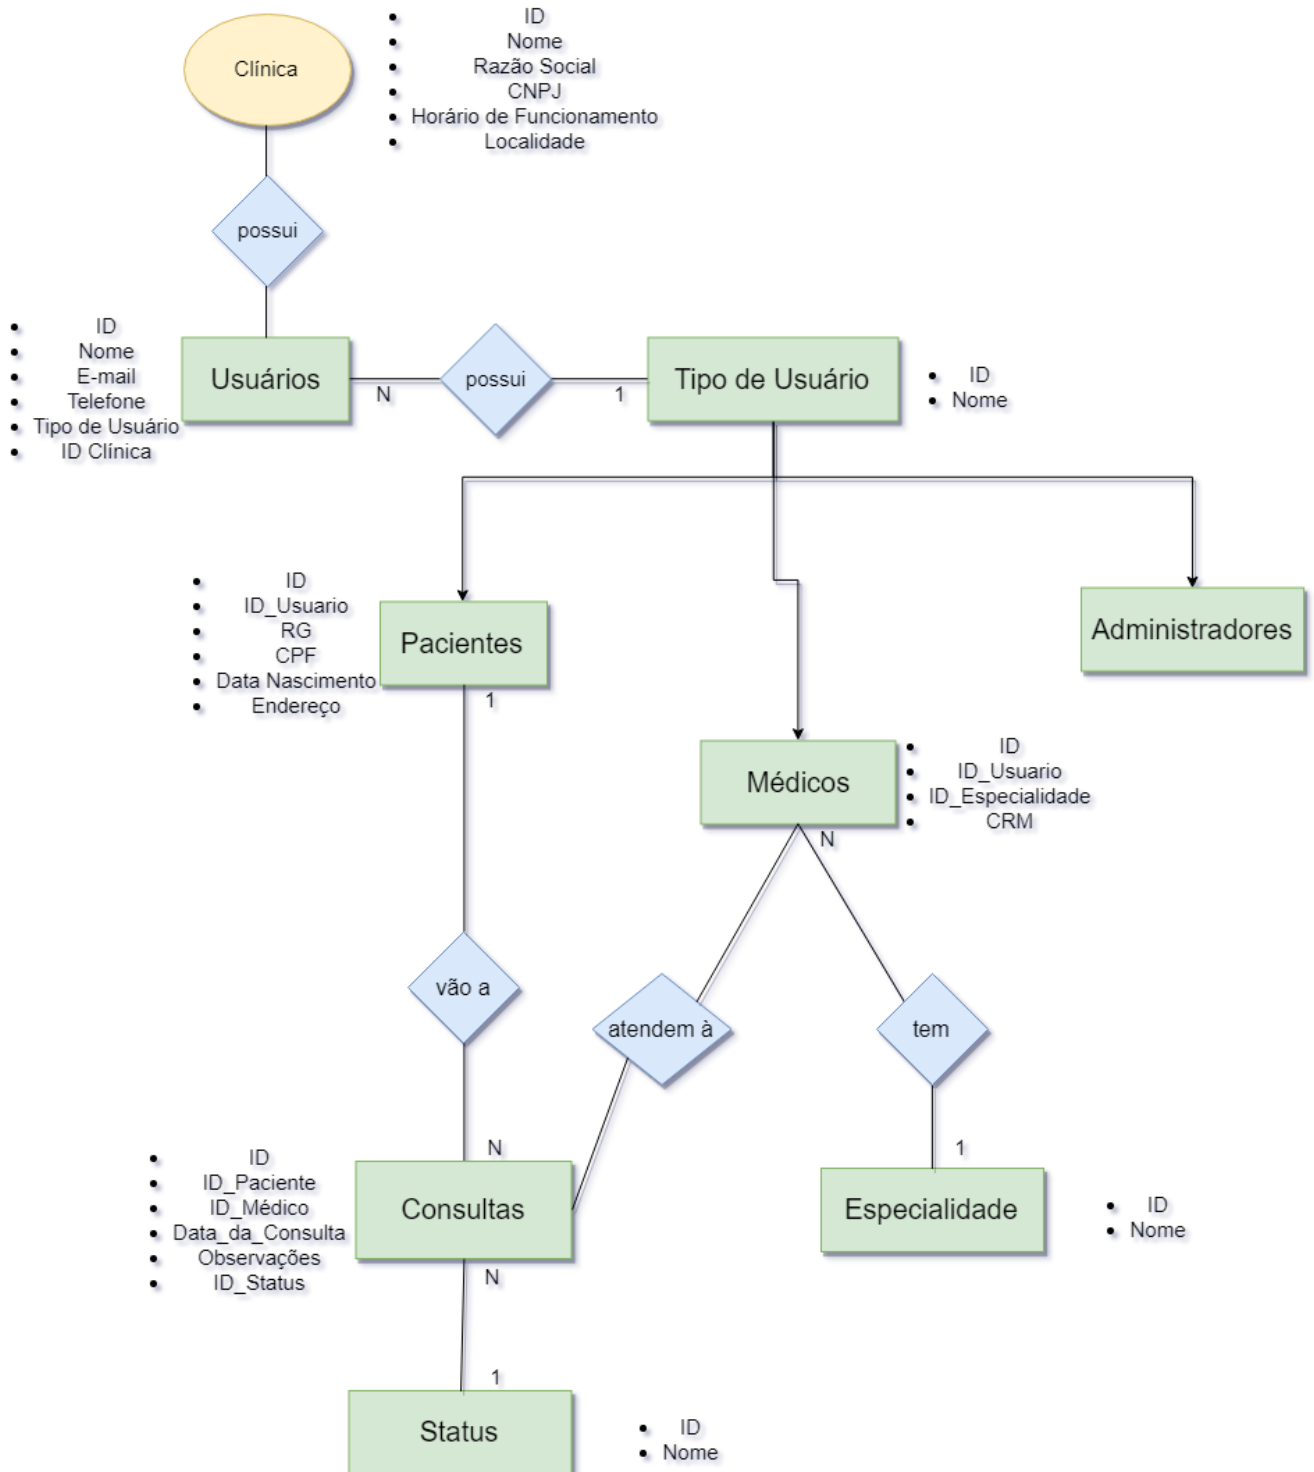 Clínica
ID
Nome
Razão Social
CNPJ
Horário de Funcionamento
Localidade
possui
ID
Nome
E-mail
Telefone
Tipo de Usuário
ID Clínica
Usuários
N
possui
1
Tipo de Usuário
ID
Nome
ID
ID_Usuario
RG
CPF
Data Nascimento
Endereço
Pacientes
1
Administradores
Médicos
N
ID
ID_Usuario
ID_Especialidade
CRM
vão a
atendem à
tem
N
1
ID
ID_Paciente
ID_Médico
Data_da_Consulta
Observações
ID_Status
Consultas
N
Especialidade
ID
Nome
1
Status
ID
Nome